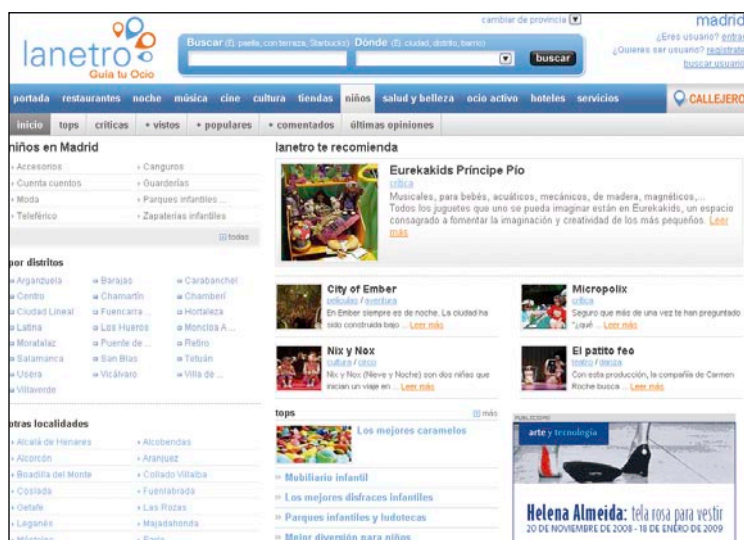 cambiar de provincia
madrid
lanetro
Guía tu Ocio
Buscar (Ej. paella, con terraza, Starbucks)
Dónde (Ej. ciudad, distrito, barrio)
buscar
¿Eres usuario? entrar
¿Quieres ser usuario? regístrate
buscar usuario
portada restaurantes noche música cine cultura tiendas niños salud y belleza ocio activo hoteles servicios
CALLEJERO
inicio tops críticas + vistos + populares + comentados últimas opiniones
niños en Madrid
Accesorios
Canguros
Cuenta cuentos
Guarderías
Moda
Parques infantiles ...
Teleférico
Zapaterías infantiles
todas
por distritos
Arganzuela
Barajas
Carabanchel
Centro
Chamartín
Chamberí
Ciudad Lineal
Fuencarra ...
Hortaleza
Latina
Los Hueros
Moncloa A ...
Moratalaz
Puente de ...
Retiro
Salamanca
San Blas
Tetuán
Usera
Vicálvaro
Villa de ...
Villaverde
otras localidades
Alcalá de Henares
Alcobendas
Alcorcón
Aranjuez
Boadilla del Monte
Collado Villalba
Coslada
Fuenlabrada
Getafe
Las Rozas
Leganés
Majadahonda
Móstoles
Parla
lanetro te recomienda
Eurekakids Príncipe Pío
crítica
Musicales, para bebés, acuáticos, mecánicos, de madera, magnéticos,...
Todos los juguetes que uno se pueda imaginar están en Eurekakids, un espacio
consagrado a fomentar la imaginación y creatividad de los más pequeños. Leer
más
City of Ember
películas / aventura
En Ember siempre es de noche. La ciudad ha
sido construida bajo ... Leer más
Micropolix
crítica
Seguro que más de una vez te han preguntado
"¿qué ... Leer más
Nix y Nox
cultura / circo
Nix y Nox (Nieve y Noche) son dos niñas que
inician un viaje en ... Leer más
El patito feo
teatro / danza
Con esta producción, la compañía de Carmen
Roche busca ... Leer más
tops
más
Los mejores caramelos
Mobiliario infantil
Los mejores disfraces infantiles
Parques infantiles y ludotecas
Mejor diversión para niños
PUBLICIDAD
arte y tecnología
Helena Almeida: tela rosa para vestir
20 DE NOVIEMBRE DE 2008 - 18 DE ENERO DE 2009